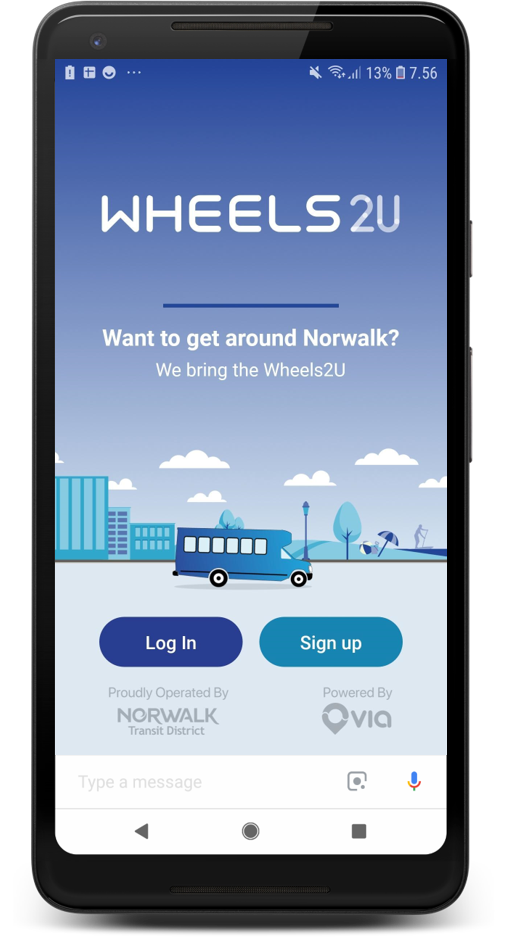 13% 7.56
WHEELS2U
Want to get around Norwalk?
We bring the Wheels2U
Log In
Sign up
Proudly Operated By
NORWALK
Transit District
Powered By
via
Type a message